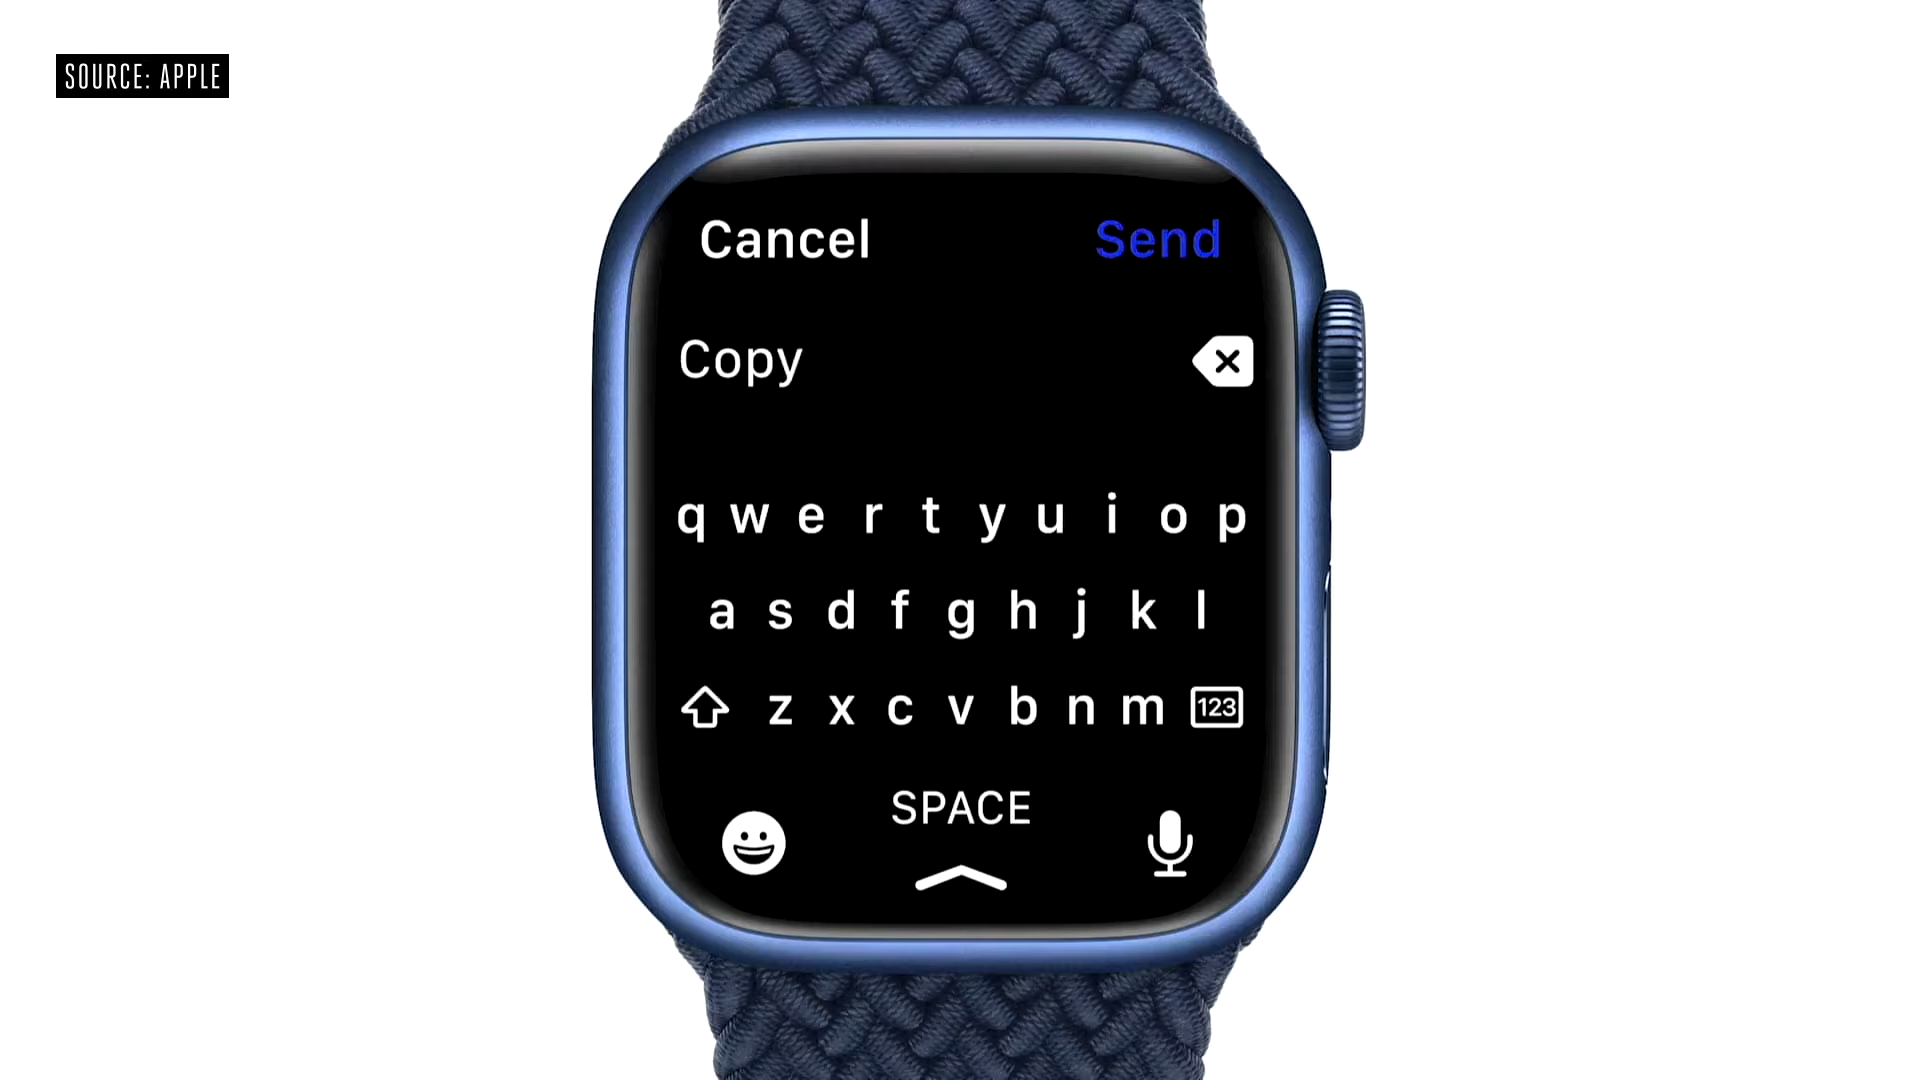 SOURCE: APPLE
Cancel Send
Copy
q w e r t y u i o p
a s d f g h j k l
z x c v b n m 123
SPACE